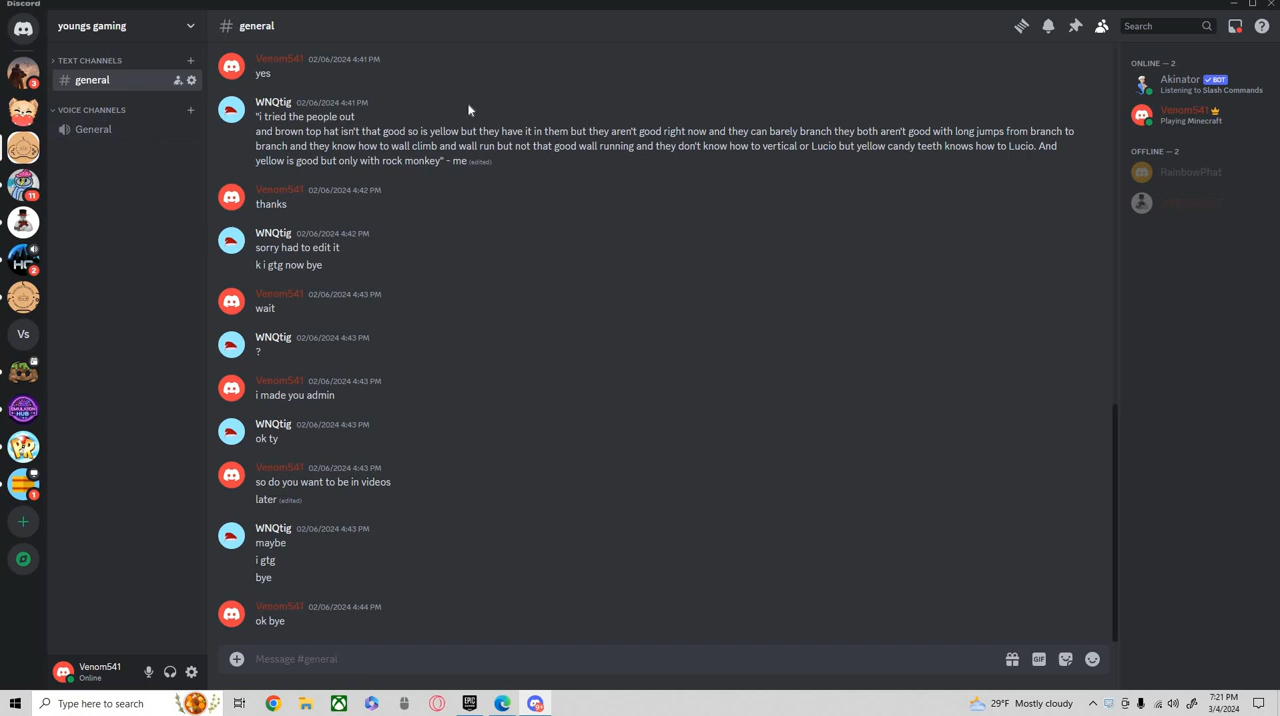 Discord
youngs gaming
# general
Search
TEXT CHANNELS
# general
VOICE CHANNELS
General
3
11
2
Vs
EMULATION HUB
1
Venom541 02/06/2024 4:41 PM
yes
WNQtig 02/06/2024 4:41 PM
"i tried the people out
and brown top hat isn't that good so is yellow but they have it in them but they aren't good right now and they can barely branch they both aren't good with long jumps from branch to
branch and they know how to wall climb and wall run but not that good wall running and they don't know how to vertical or Lucio but yellow candy teeth knows how to Lucio. And
yellow is good but only with rock monkey" - me (edited)
Venom541 02/06/2024 4:42 PM
thanks
WNQtig 02/06/2024 4:42 PM
sorry had to edit it
k i gtg now bye
Venom541 02/06/2024 4:43 PM
wait
WNQtig 02/06/2024 4:43 PM
?
Venom541 02/06/2024 4:43 PM
i made you admin
WNQtig 02/06/2024 4:43 PM
ok ty
Venom541 02/06/2024 4:43 PM
so do you want to be in videos
later (edited)
WNQtig 02/06/2024 4:43 PM
maybe
i gtg
bye
Venom541 02/06/2024 4:44 PM
ok bye
Message #general
GIF
ONLINE — 2
Akinator BOT
Listening to Slash Commands
Venom541
Playing Minecraft
OFFLINE — 2
RainbowPhat
Venom541
Online
Type here to search
EPIC
9+
29°F Mostly cloudy
7:21 PM
3/4/2024